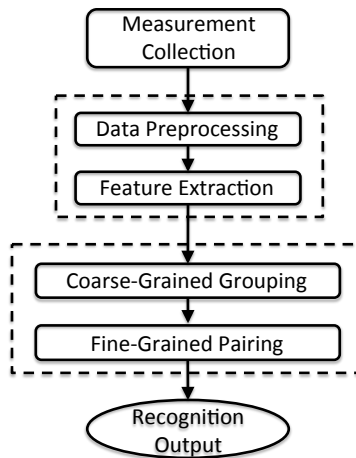 Measurement
Collection
Data Preprocessing
Feature Extraction
Coarse-Grained Grouping
Fine-Grained Pairing
Recognition
Output